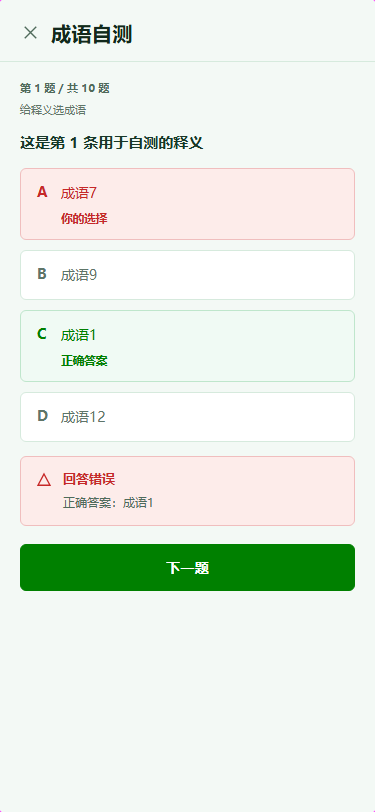 成语自测
第 1 题 / 共 10 题
给释义选成语
这是第 1 条用于自测的释义
A 成语7
你的选择
B 成语9
C 成语1
正确答案
D 成语12
回答错误
正确答案：成语1
下一题